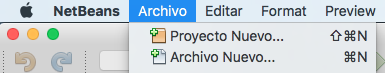 NetBeans Archivo Editar Format Preview
Proyecto Nuevo... ⇧⌘N
Archivo Nuevo... ⌘N